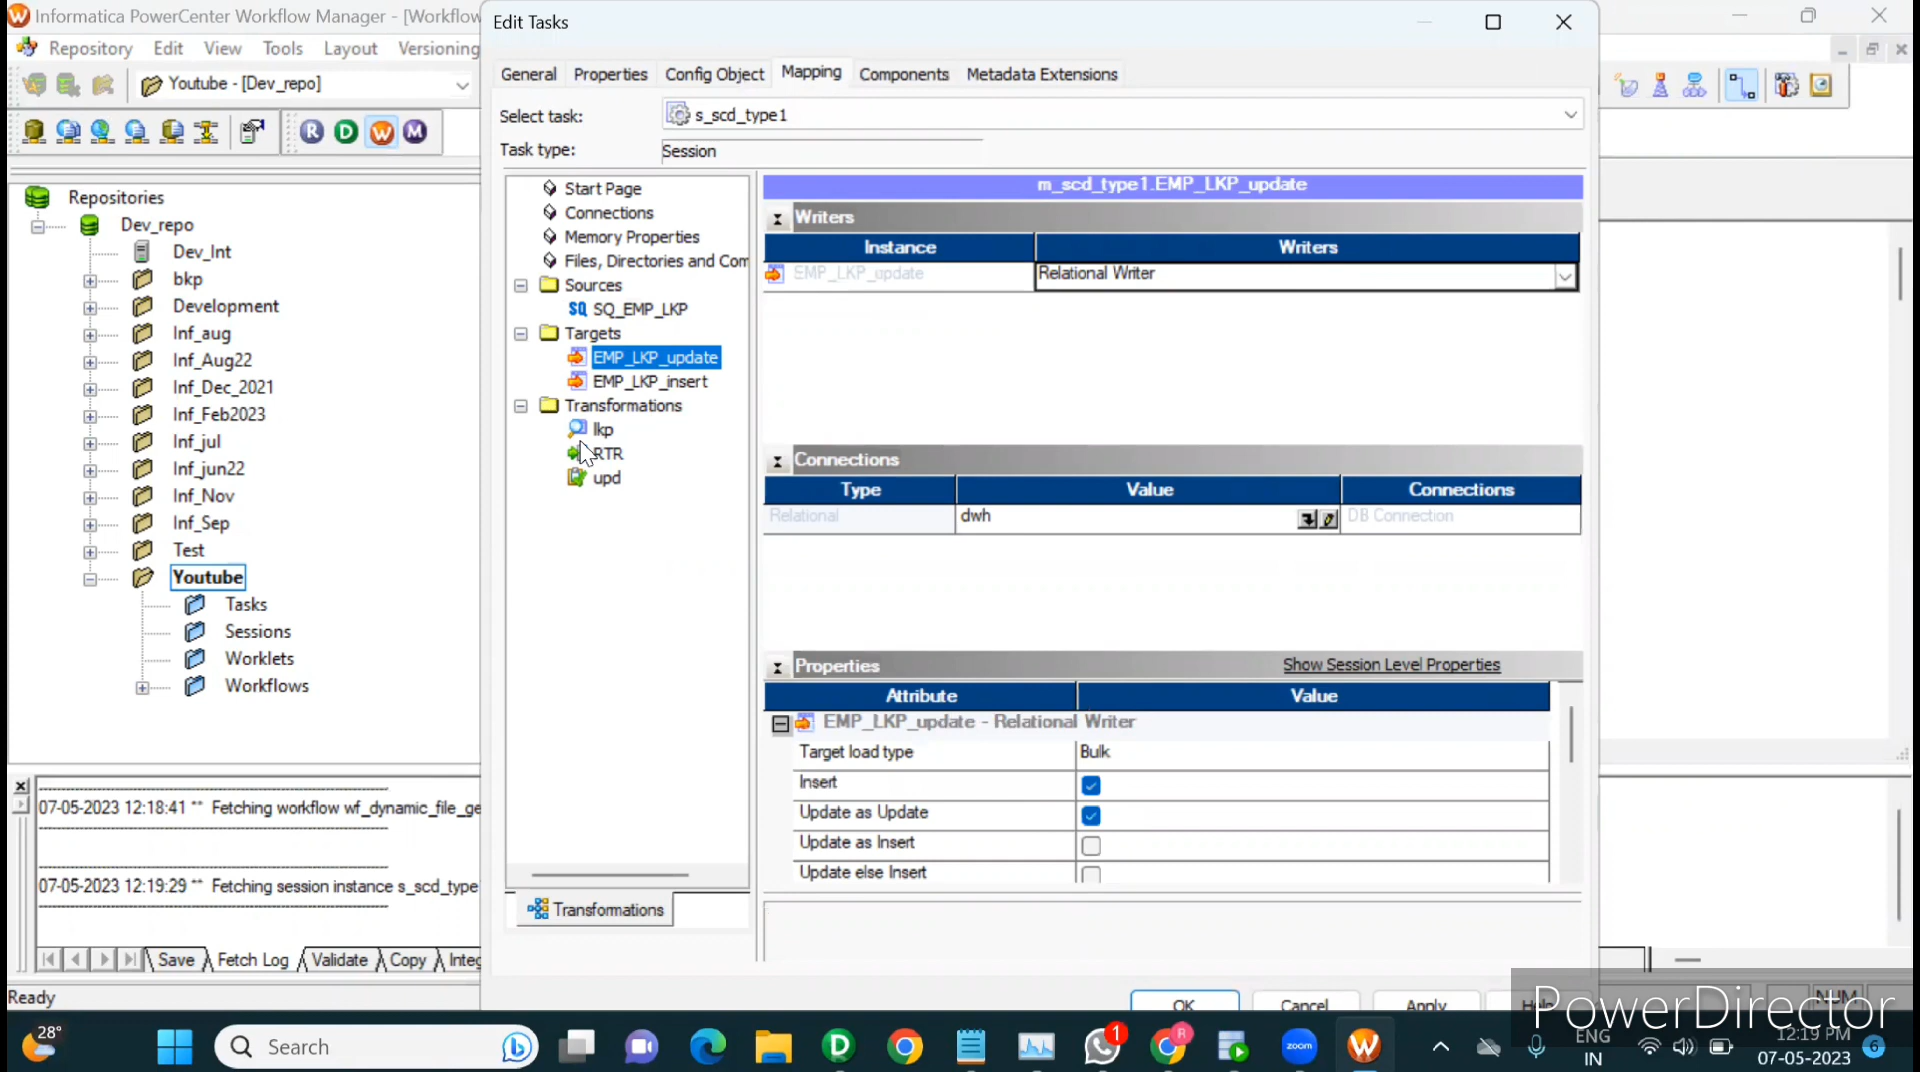 Informatica PowerCenter Workflow Manager - [Workflow
Edit Tasks
Repository Edit View Tools Layout Versioning
Youtube - [Dev_repo]
R D W M
General Properties Config Object Mapping Components Metadata Extensions
Select task: s_scd_type1
Task type: Session
Repositories
Dev_repo
Dev_Int
bkp
Development
Inf_aug
Inf_Aug22
Inf_Dec_2021
Inf_Feb2023
Inf_jul
Inf_jun22
Inf_Nov
Inf_Sep
Test
Youtube
Tasks
Sessions
Worklets
Workflows
Start Page
Connections
Memory Properties
Files, Directories and Com
Sources
SQ SQ_EMP_LKP
Targets
EMP_LKP_update
EMP_LKP_insert
Transformations
lkp
RTR
upd
Transformations
m_scd_type1.EMP_LKP_update
Writers
Instance Writers
EMP_LKP_update Relational Writer
Connections
Type Value Connections
Relational dwh DB Connection
Properties Show Session Level Properties
Attribute Value
EMP_LKP_update - Relational Writer
Target load type Bulk
Insert
Update as Update
Update as Insert
Update else Insert
07-05-2023 12:18:41 ** Fetching workflow wf_dynamic_file_ge
07-05-2023 12:19:29 ** Fetching session instance s_scd_type
Save Fetch Log Validate Copy Integ
OK Cancel Apply Help
Ready
NUM
PowerDirector
28°
Search
1
R
zoom
ENG
IN
12:19 PM
07-05-2023
6